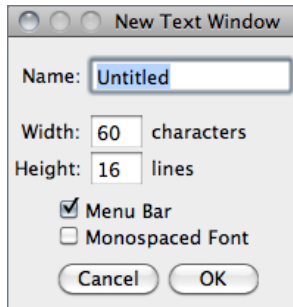 New Text Window
Name: Untitled
Width: 60 characters
Height: 16 lines
Menu Bar
Monospaced Font
Cancel OK